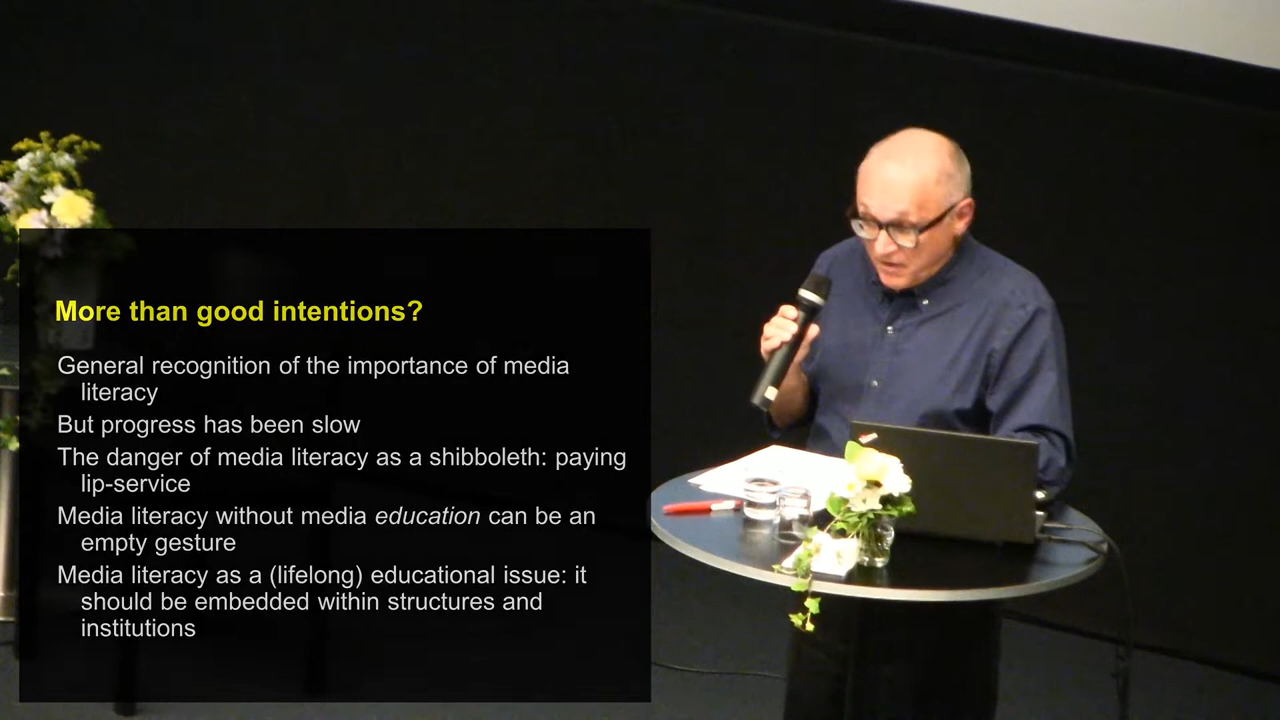 More than good intentions?
General recognition of the importance of media
literacy
But progress has been slow
The danger of media literacy as a shibboleth: paying
lip-service
Media literacy without media education can be an
empty gesture
Media literacy as a (lifelong) educational issue: it
should be embedded within structures and
institutions